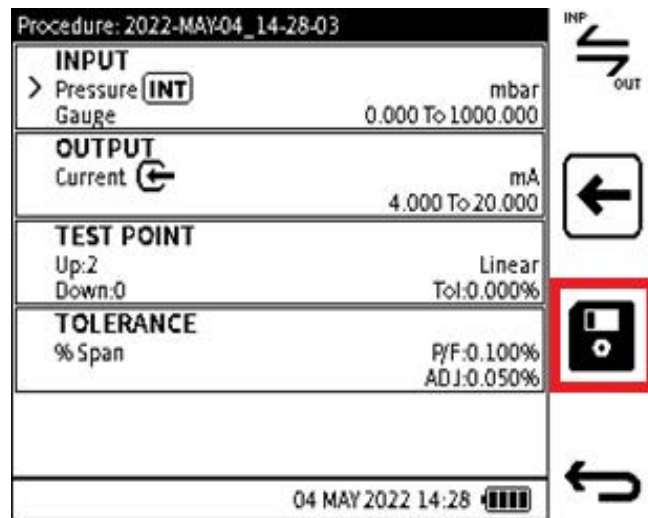 Procedure: 2022-MAY-04_14-28-03
INP
OUT
INPUT
Pressure INT mbar
Gauge 0.000 To 1000.000
OUTPUT
Current mA
4.000 To 20.000
TEST POINT
Up:2 Linear
Down:0 Tol:0.000%
TOLERANCE
% Span P/F:0.100%
ADJ:0.050%
04 MAY 2022 14:28